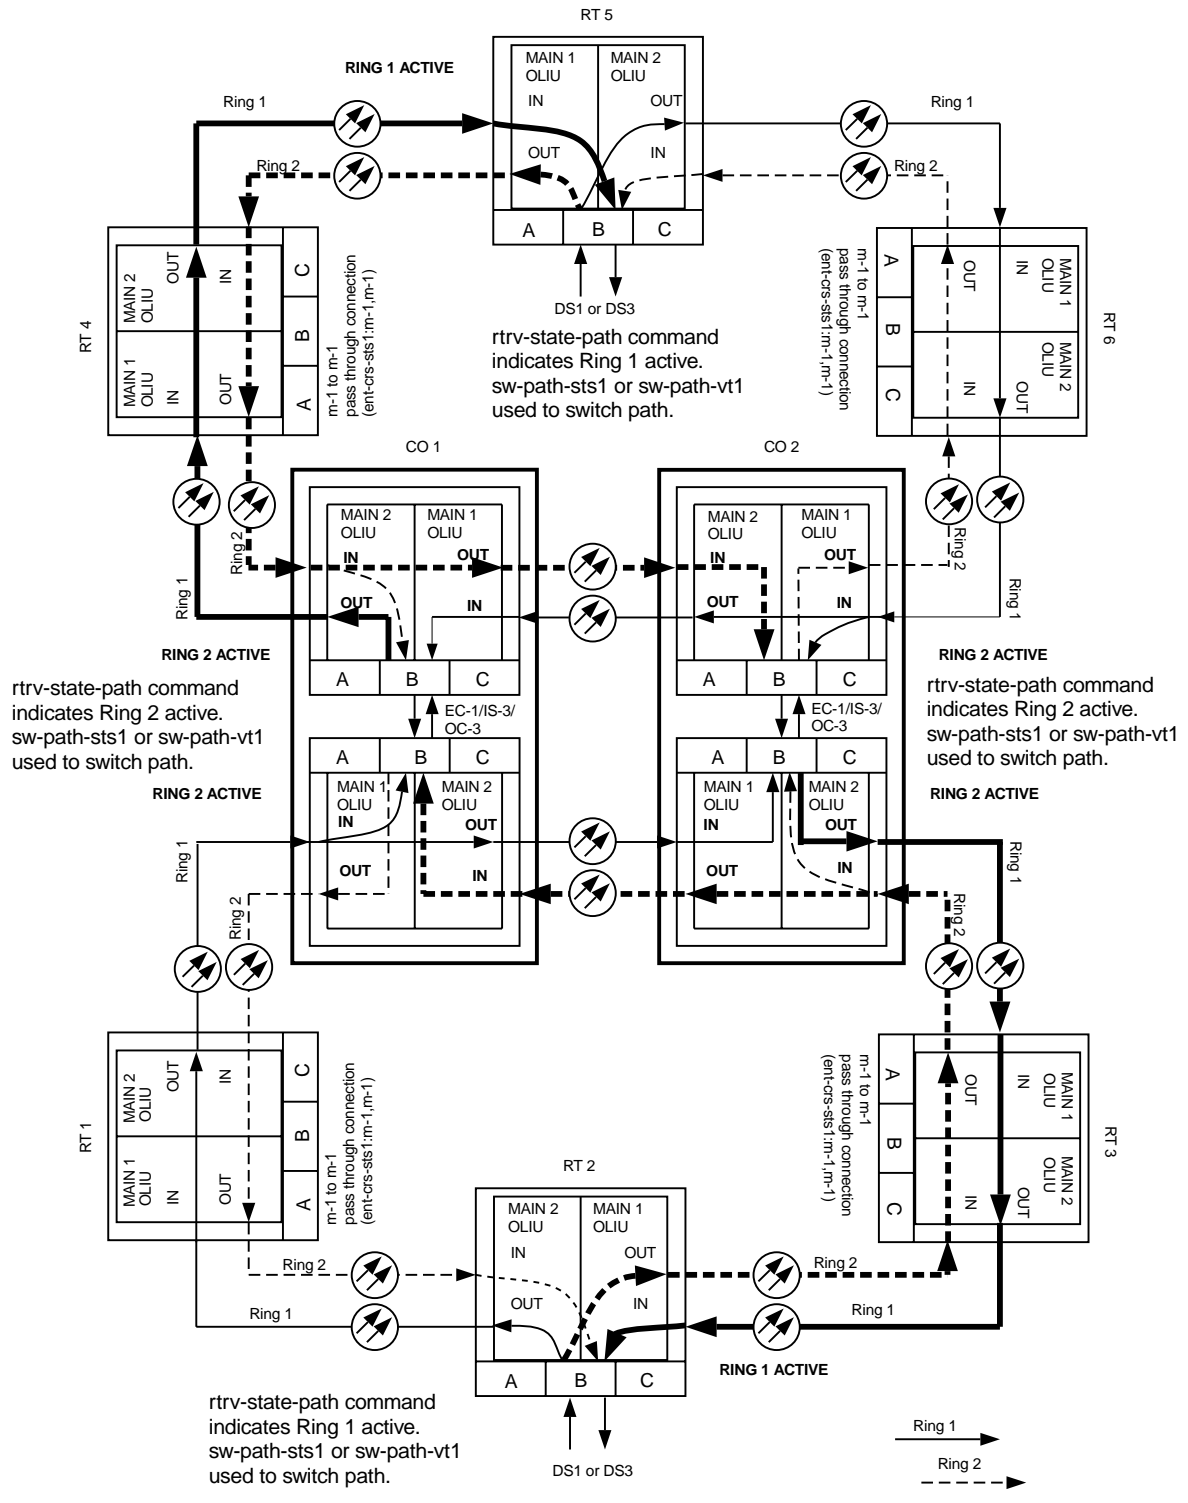 RT 5
RING 1 ACTIVE
MAIN 1
OLIU
IN
OUT
MAIN 2
OLIU
OUT
IN
A
B
C
Ring 1
Ring 2
Ring 1
Ring 2
DS1 or DS3
rtrv-state-path command
indicates Ring 1 active.
sw-path-sts1 or sw-path-vt1
used to switch path.
RT 4
MAIN 2
OLIU
OUT
IN
MAIN 1
OLIU
IN
OUT
C
B
A
m-1 to m-1
pass through connection
(ent-crs-sts1:m-1,m-1)
RT 6
MAIN 1
OLIU
IN
OUT
MAIN 2
OLIU
OUT
IN
A
B
C
m-1 to m-1
pass through connection
(ent-crs-sts1:m-1,m-1)
CO 1
MAIN 2
OLIU
IN
OUT
MAIN 1
OLIU
OUT
IN
A
B
C
Ring 2
Ring 1
CO 2
MAIN 2
OLIU
IN
OUT
MAIN 1
OLIU
OUT
IN
A
B
C
Ring 2
Ring 1
RING 2 ACTIVE
rtrv-state-path command
indicates Ring 2 active.
sw-path-sts1 or sw-path-vt1
used to switch path.
RING 2 ACTIVE
EC-1/IS-3/
OC-3
EC-1/IS-3/
OC-3
RING 2 ACTIVE
rtrv-state-path command
indicates Ring 2 active.
sw-path-sts1 or sw-path-vt1
used to switch path.
RING 2 ACTIVE
A
B
C
MAIN 1
OLIU
IN
OUT
MAIN 2
OLIU
OUT
IN
Ring 1
Ring 2
A
B
C
MAIN 1
OLIU
IN
OUT
MAIN 2
OLIU
OUT
IN
Ring 1
Ring 2
RT 1
MAIN 2
OLIU
OUT
IN
MAIN 1
OLIU
IN
OUT
C
B
A
m-1 to m-1
pass through connection
(ent-crs-sts1:m-1,m-1)
RT 3
MAIN 1
OLIU
IN
OUT
MAIN 2
OLIU
OUT
IN
A
B
C
m-1 to m-1
pass through connection
(ent-crs-sts1:m-1,m-1)
RT 2
MAIN 2
OLIU
IN
OUT
MAIN 1
OLIU
OUT
IN
A
B
C
Ring 2
Ring 1
Ring 2
Ring 1
RING 1 ACTIVE
rtrv-state-path command
indicates Ring 1 active.
sw-path-sts1 or sw-path-vt1
used to switch path.
DS1 or DS3
Ring 1
Ring 2